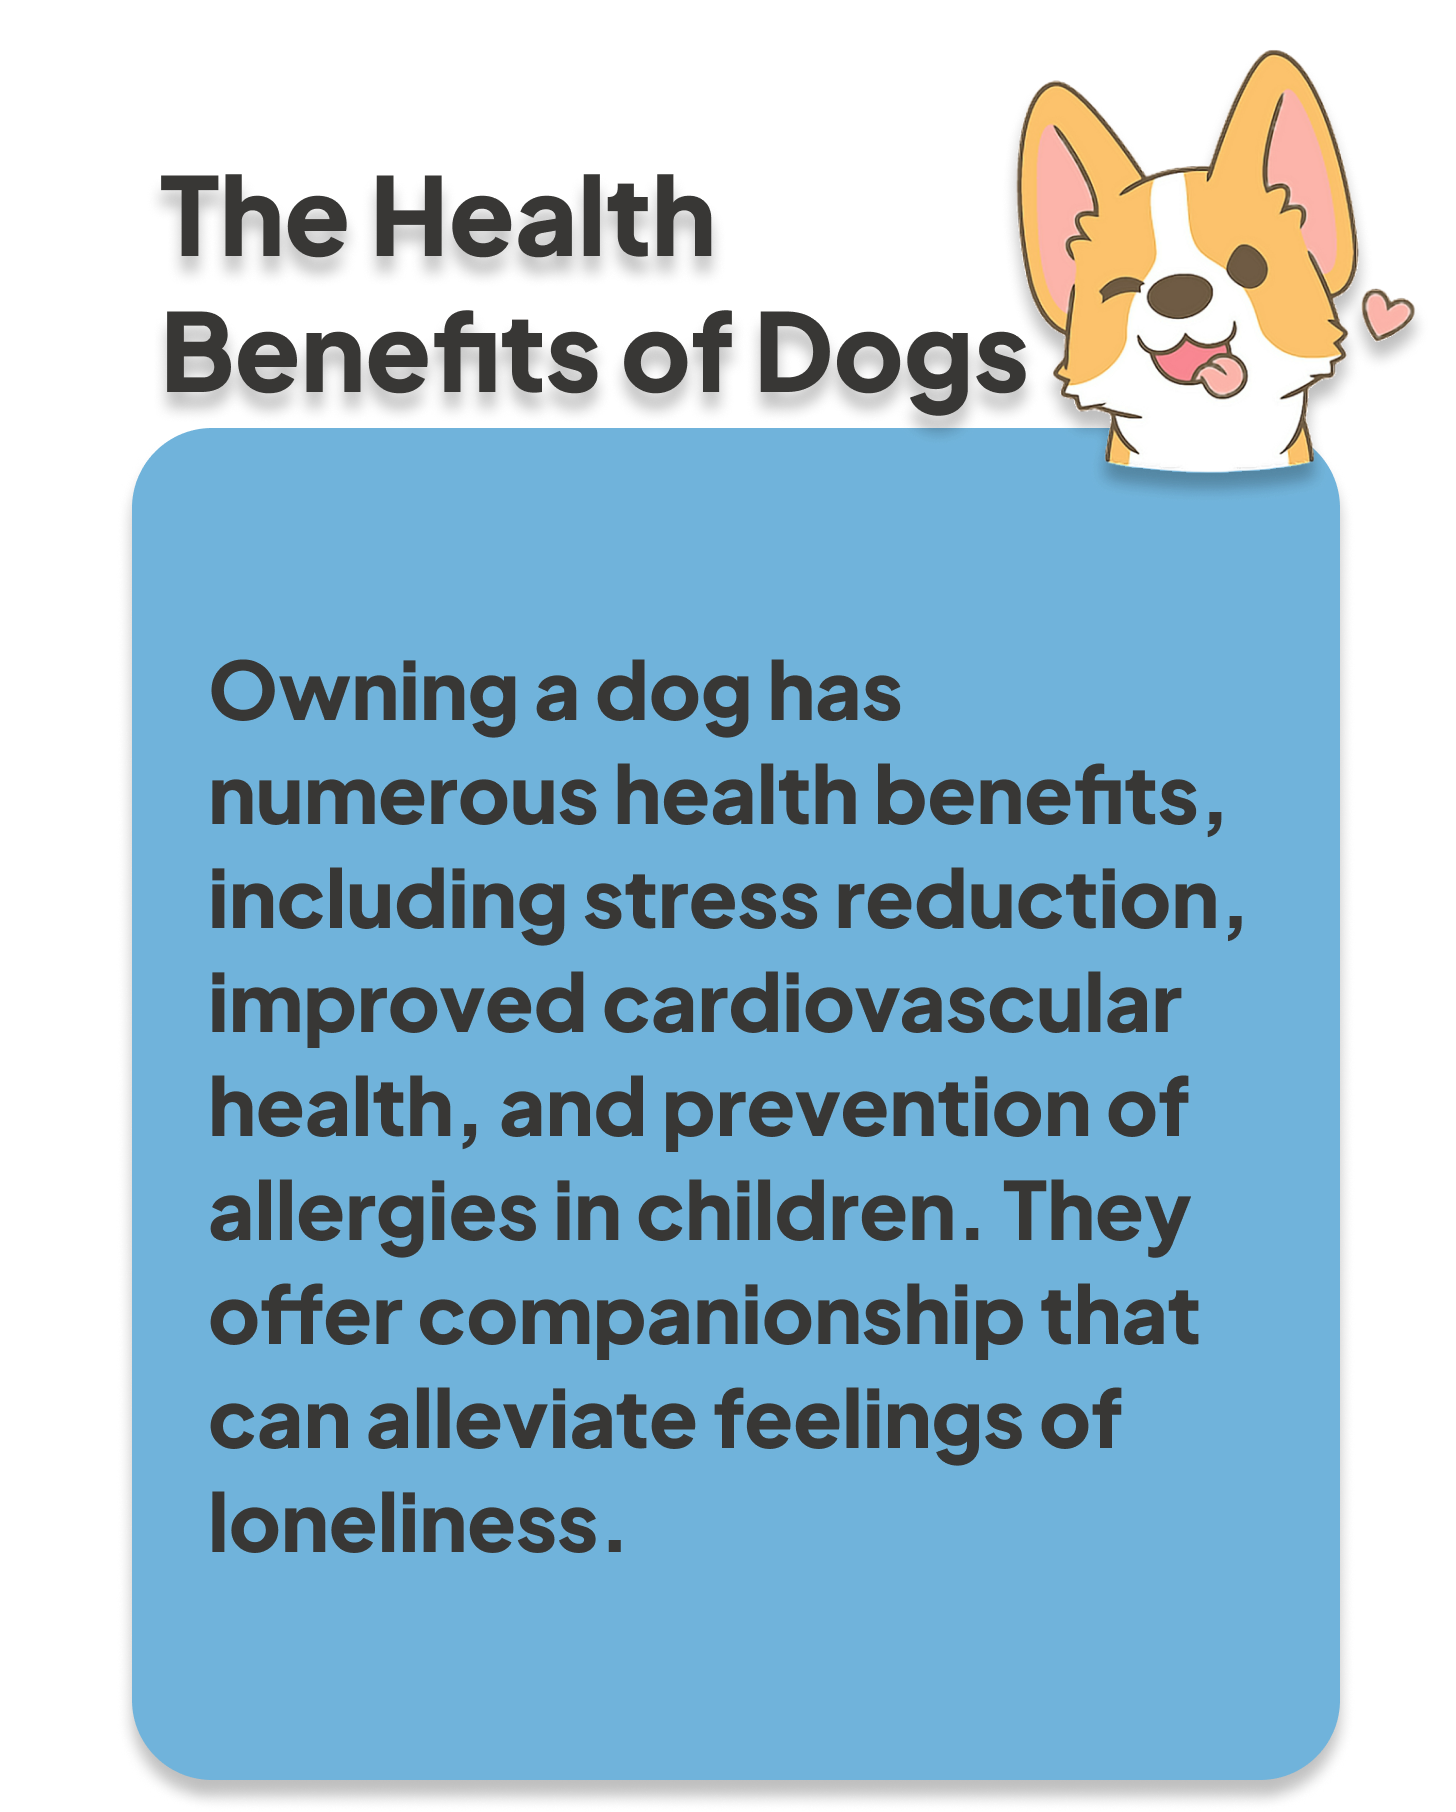 The Health
Benefits of Dogs
Owning a dog has
numerous health benefits,
including stress reduction,
improved cardiovascular
health, and prevention of
allergies in children. They
offer companionship that
can alleviate feelings of
loneliness.